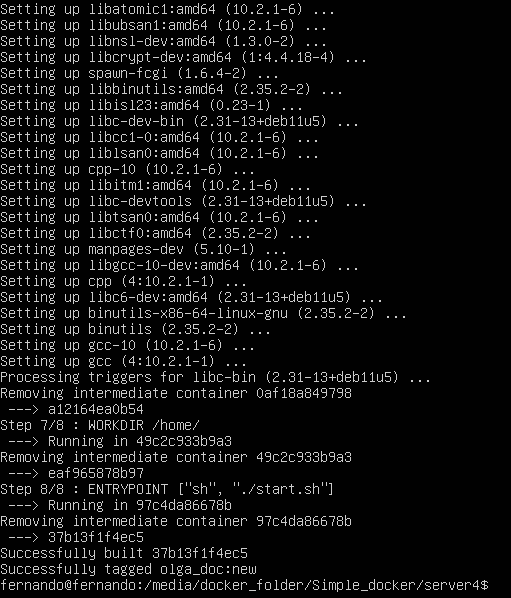 Setting up libatomic1:amd64 (10.2.1-6) ...
Setting up libubsan1:amd64 (10.2.1-6) ...
Setting up libnsl-dev:amd64 (1.3.0-2) ...
Setting up libcrypt-dev:amd64 (1:4.4.18-4) ...
Setting up spawn-fcgi (1.6.4-2) ...
Setting up libbinutils:amd64 (2.35.2-2) ...
Setting up libisl23:amd64 (0.23-1) ...
Setting up libc-dev-bin (2.31-13+deb11u5) ...
Setting up libcc1-0:amd64 (10.2.1-6) ...
Setting up liblsan0:amd64 (10.2.1-6) ...
Setting up cpp-10 (10.2.1-6) ...
Setting up libitm1:amd64 (10.2.1-6) ...
Setting up libc-devtools (2.31-13+deb11u5) ...
Setting up libtsan0:amd64 (10.2.1-6) ...
Setting up libctf0:amd64 (2.35.2-2) ...
Setting up manpages-dev (5.10-1) ...
Setting up libgcc-10-dev:amd64 (10.2.1-6) ...
Setting up cpp (4:10.2.1-1) ...
Setting up libc6-dev:amd64 (2.31-13+deb11u5) ...
Setting up binutils-x86-64-linux-gnu (2.35.2-2) ...
Setting up binutils (2.35.2-2) ...
Setting up gcc-10 (10.2.1-6) ...
Setting up gcc (4:10.2.1-1) ...
Processing triggers for libc-bin (2.31-13+deb11u5) ...
Removing intermediate container 0af18a849798
 ---> a12164ea0b54
Step 7/8 : WORKDIR /home/
 ---> Running in 49c2c933b9a3
Removing intermediate container 49c2c933b9a3
 ---> eaf965878b97
Step 8/8 : ENTRYPOINT ["sh", "./start.sh"]
 ---> Running in 97c4da86678b
Removing intermediate container 97c4da86678b
 ---> 37b13f1f4ec5
Successfully built 37b13f1f4ec5
Successfully tagged olga_doc:new
fernando@fernando:/media/docker_folder/Simple_docker/server4$